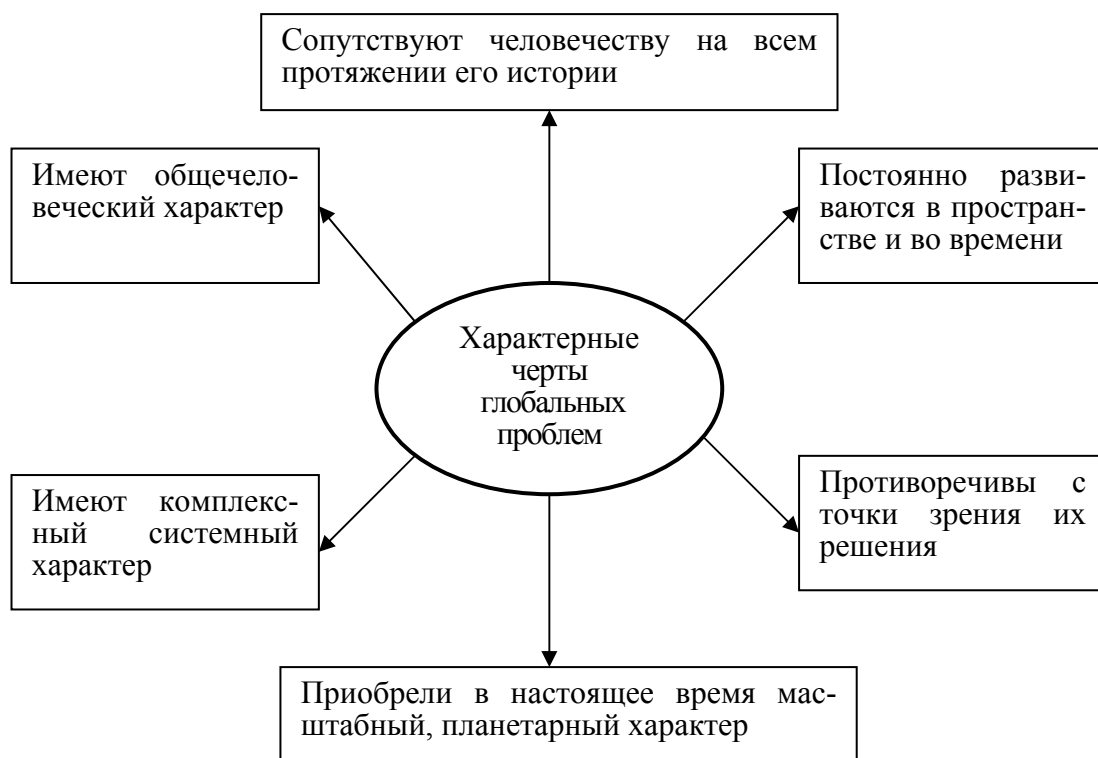 Сопутствуют человечеству на всем
протяжении его истории
Имеют общечело-
веческий характер
Постоянно разви-
ваются в простран-
стве и во времени
Характерные
черты
глобальных
проблем
Имеют комплекс-
ный системный
характер
Противоречивы с
точки зрения их
решения
Приобрели в настоящее время мас-
штабный, планетарный характер